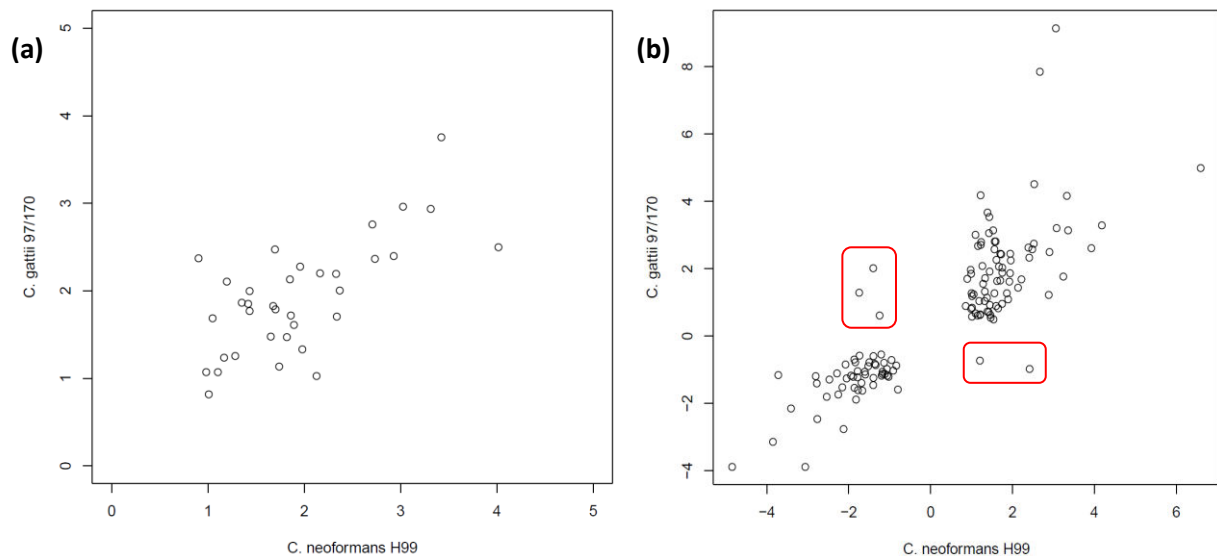 (a)
5
4
3
2
1
0
C. gattii 97/170
0 1 2 3 4 5
C. neoformans H99
(b)
8
6
4
2
0
−2
−4
C. gattii 97/170
−4 −2 0 2 4 6
C. neoformans H99